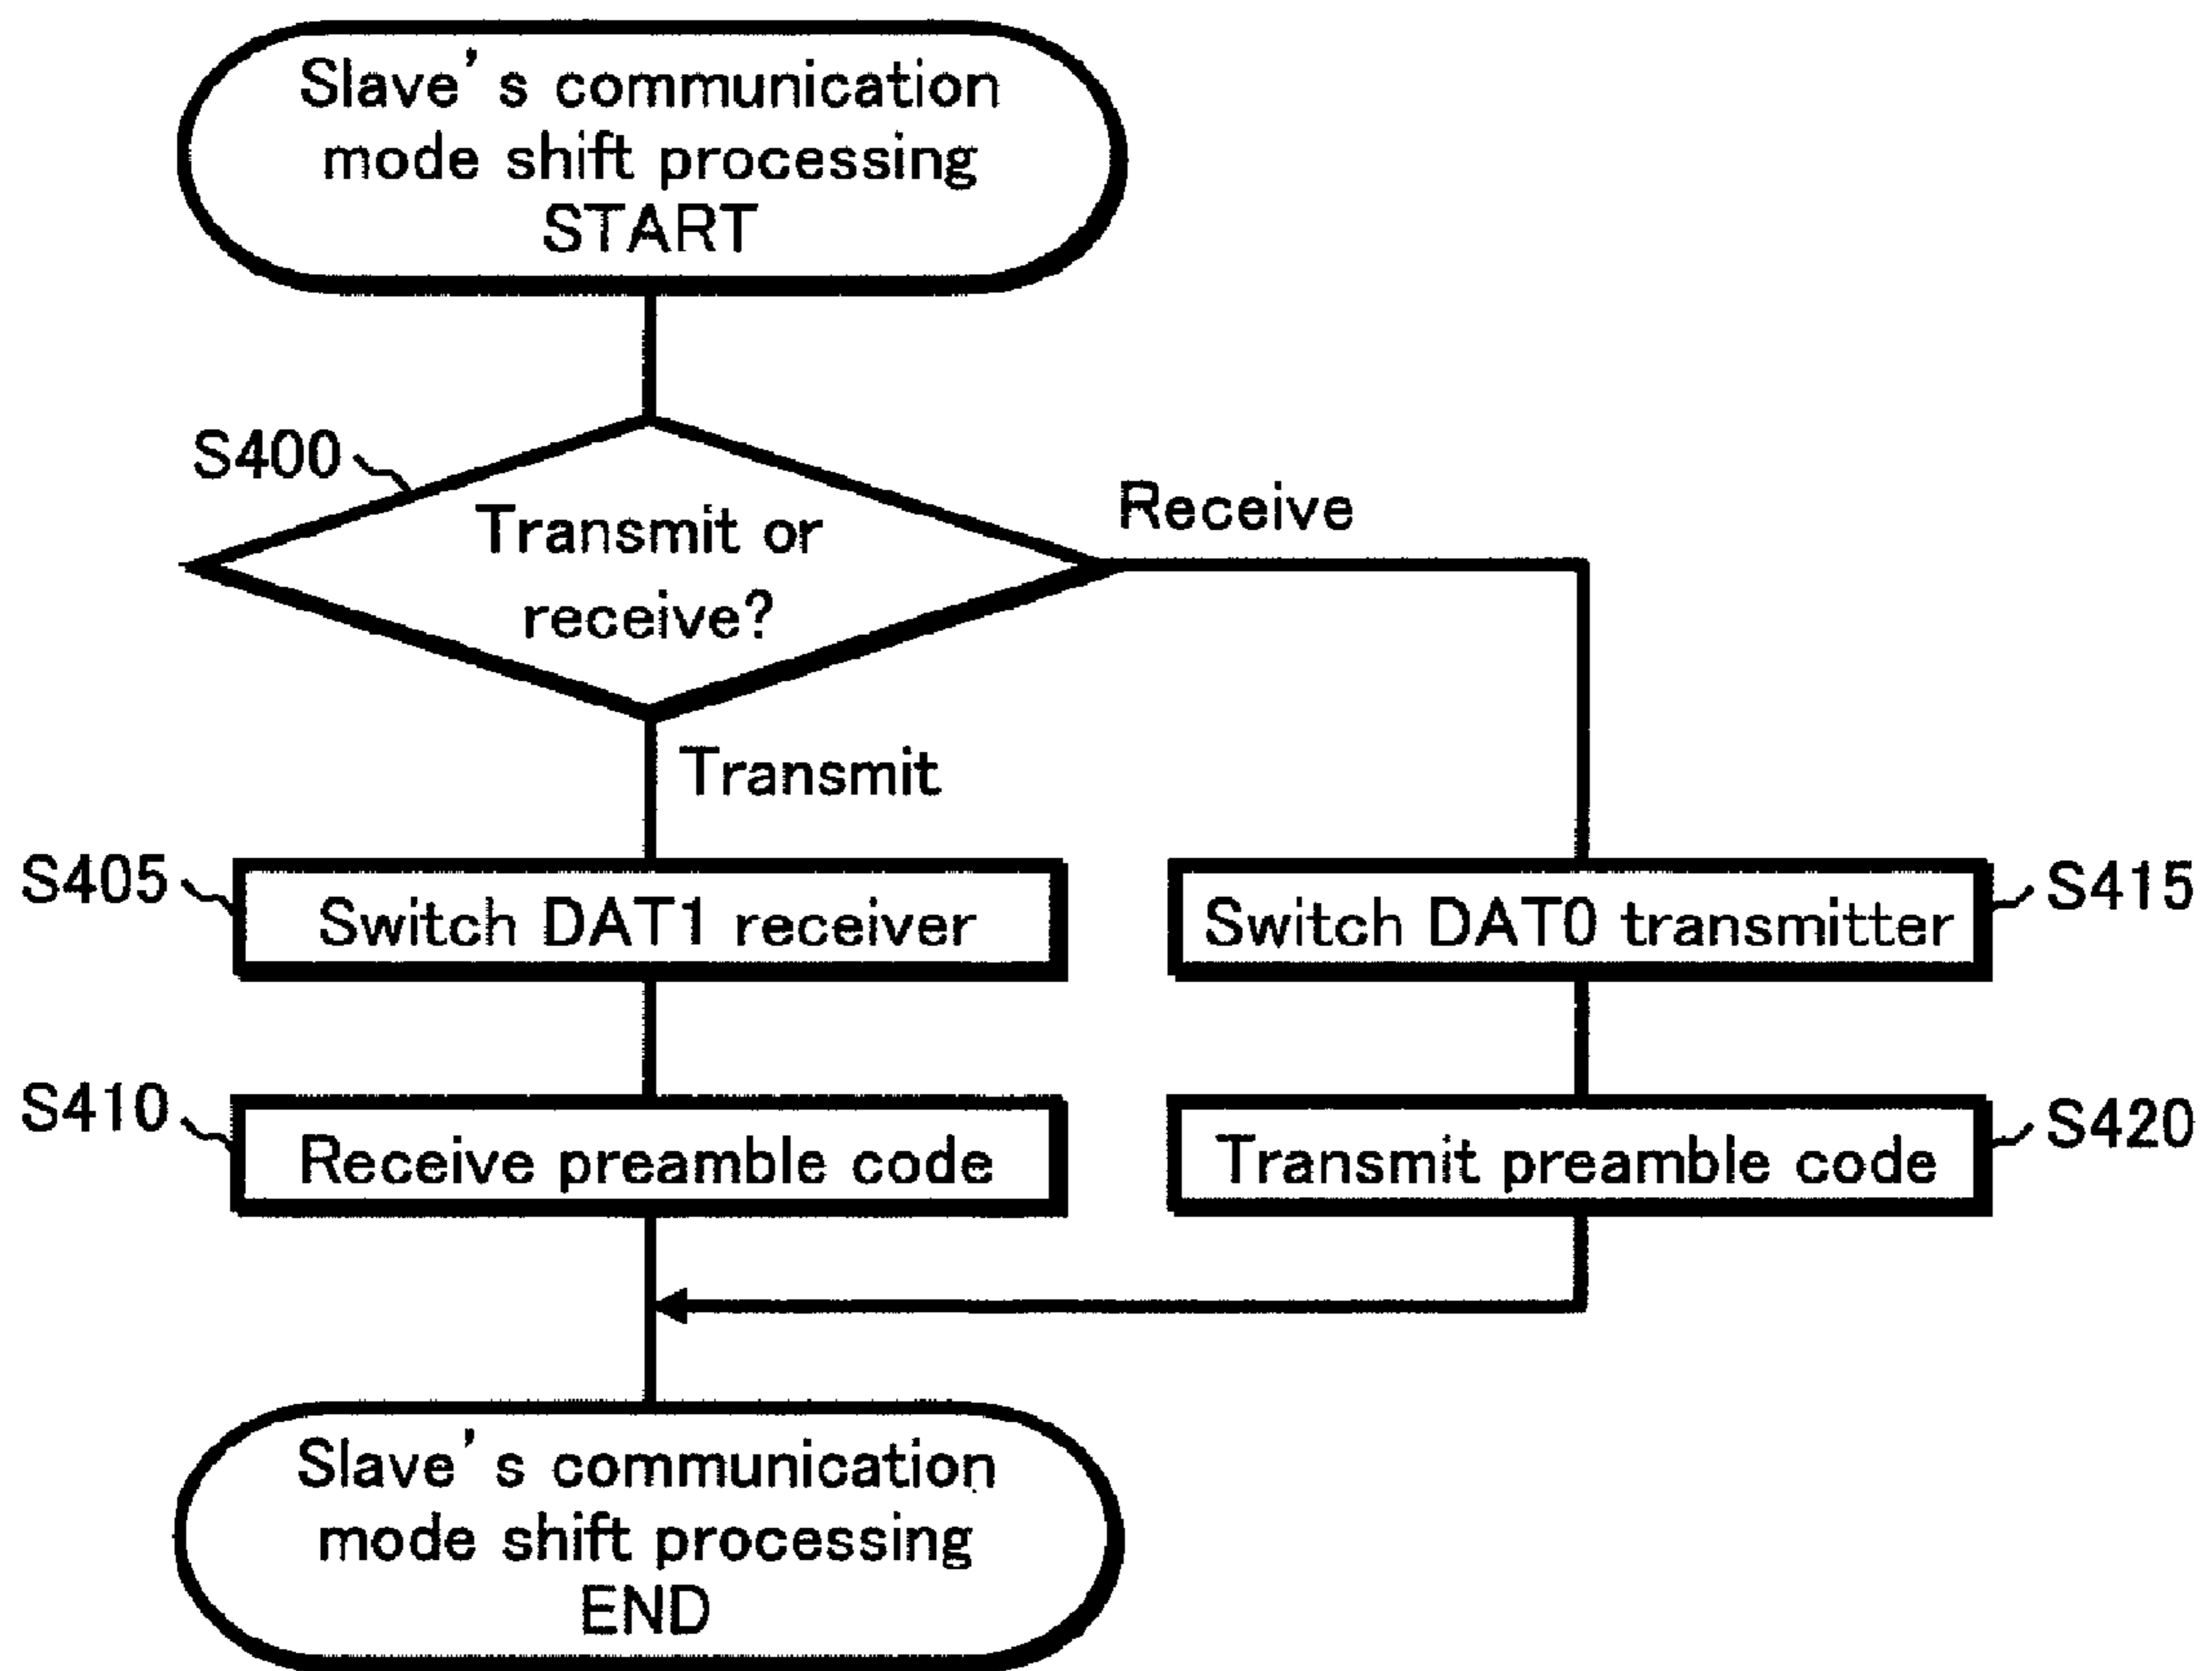 Slave's communication
mode shift processing
START
S400
Transmit or
receive?
Receive
Transmit
S405
Switch DAT1 receiver
Switch DAT0 transmitter
S415
S410
Receive preamble code
Transmit preamble code
S420
Slave's communication
mode shift processing
END